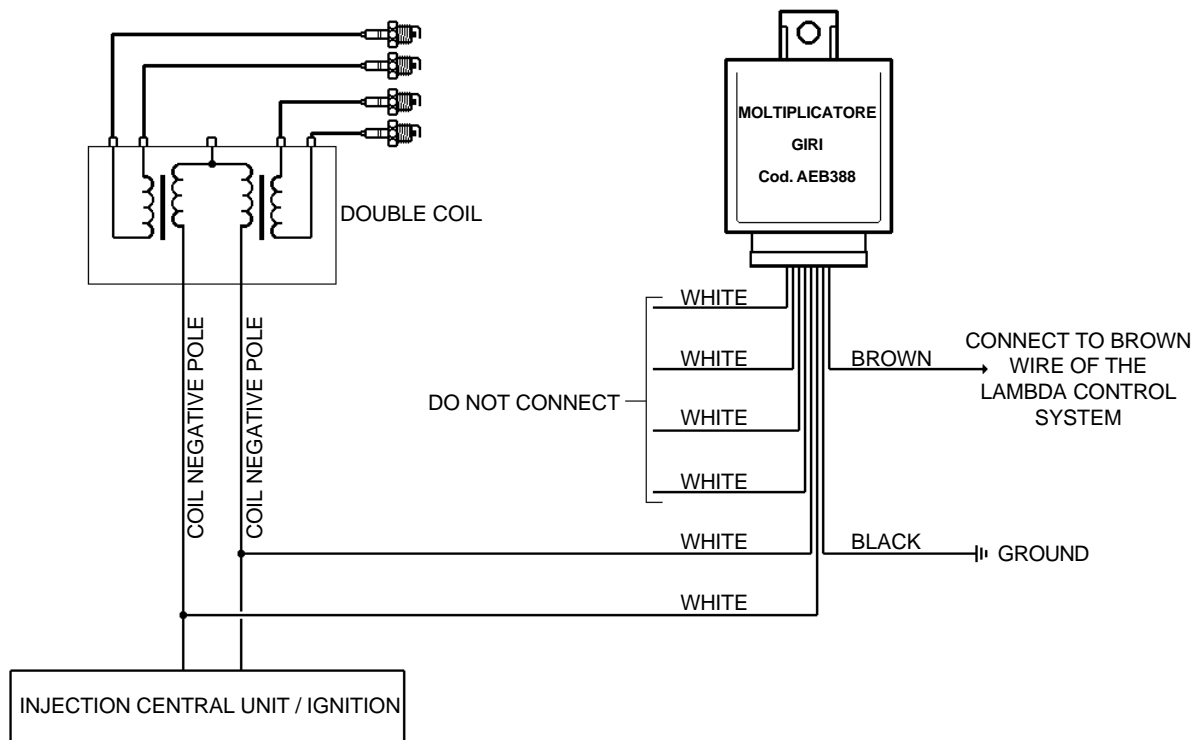 MOLTIPLICATORE
GIRI
Cod. AEB388
DOUBLE COIL
COIL NEGATIVE POLE
COIL NEGATIVE POLE
WHITE
WHITE
BROWN
CONNECT TO BROWN
WIRE OF THE
LAMBDA CONTROL
SYSTEM
DO NOT CONNECT
WHITE
WHITE
WHITE
BLACK
GROUND
WHITE
INJECTION CENTRAL UNIT / IGNITION